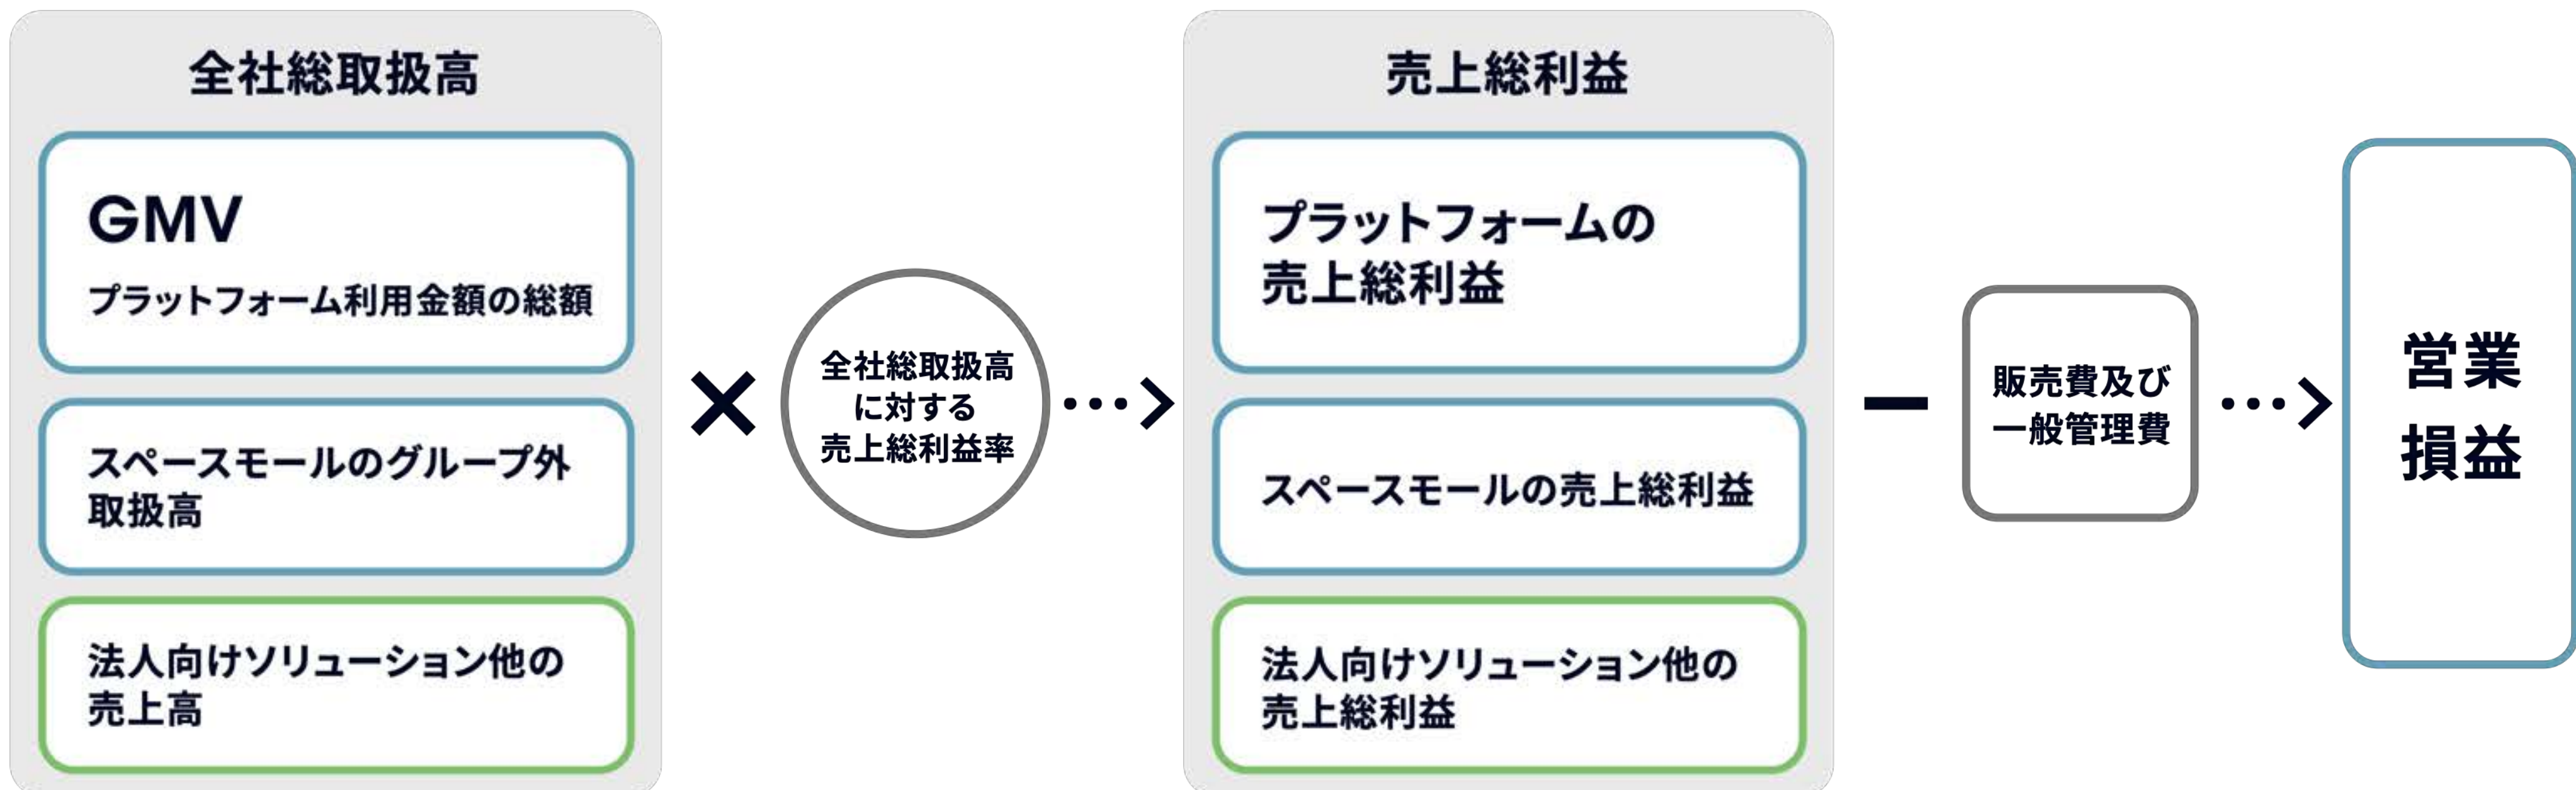 全社総取扱高
GMV
プラットフォーム利用金額の総額
スペースモールのグループ外
取扱高
法人向けソリューション他の
売上高
×
全社総取扱高
に対する
売上総利益率
売上総利益
プラットフォームの
売上総利益
スペースモールの売上総利益
法人向けソリューション他の
売上総利益
ー
販売費及び
一般管理費
営業
損益